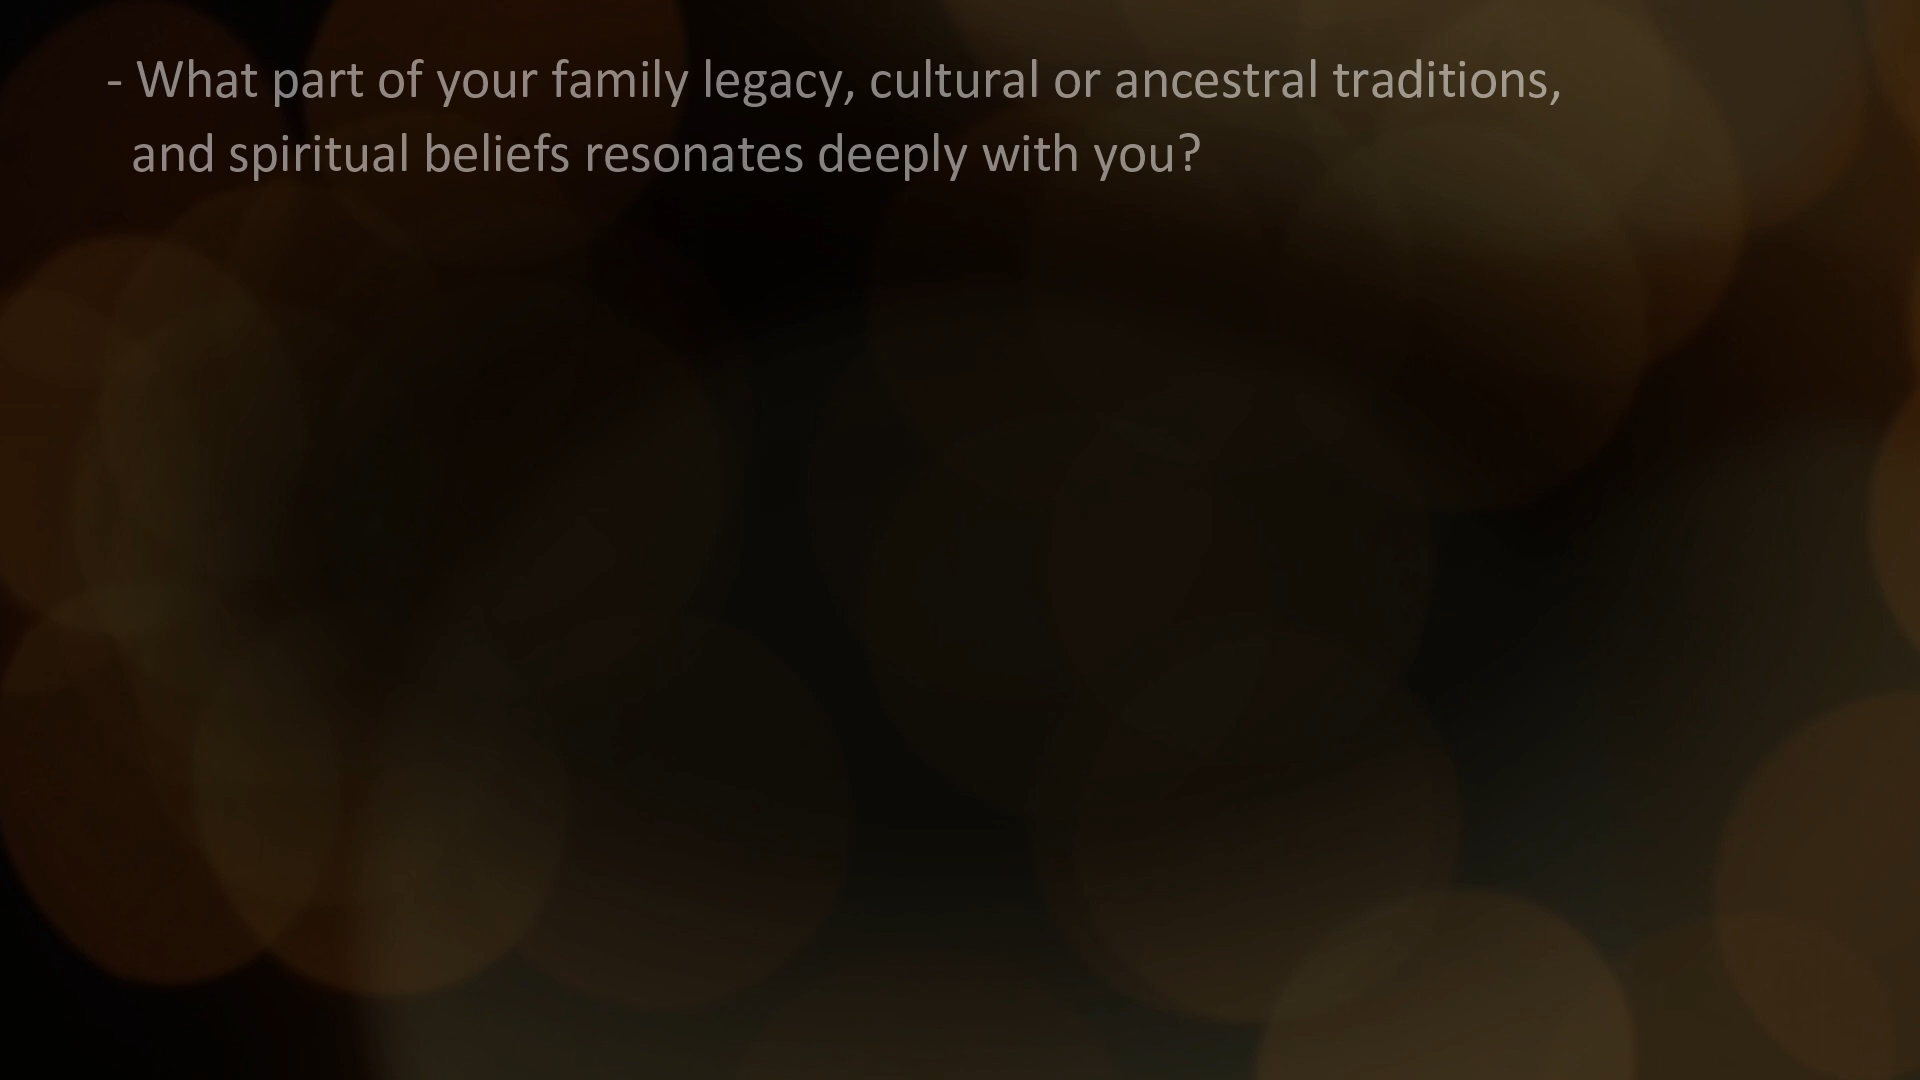 - What part of your family legacy, cultural or ancestral traditions,
and spiritual beliefs resonates deeply with you?